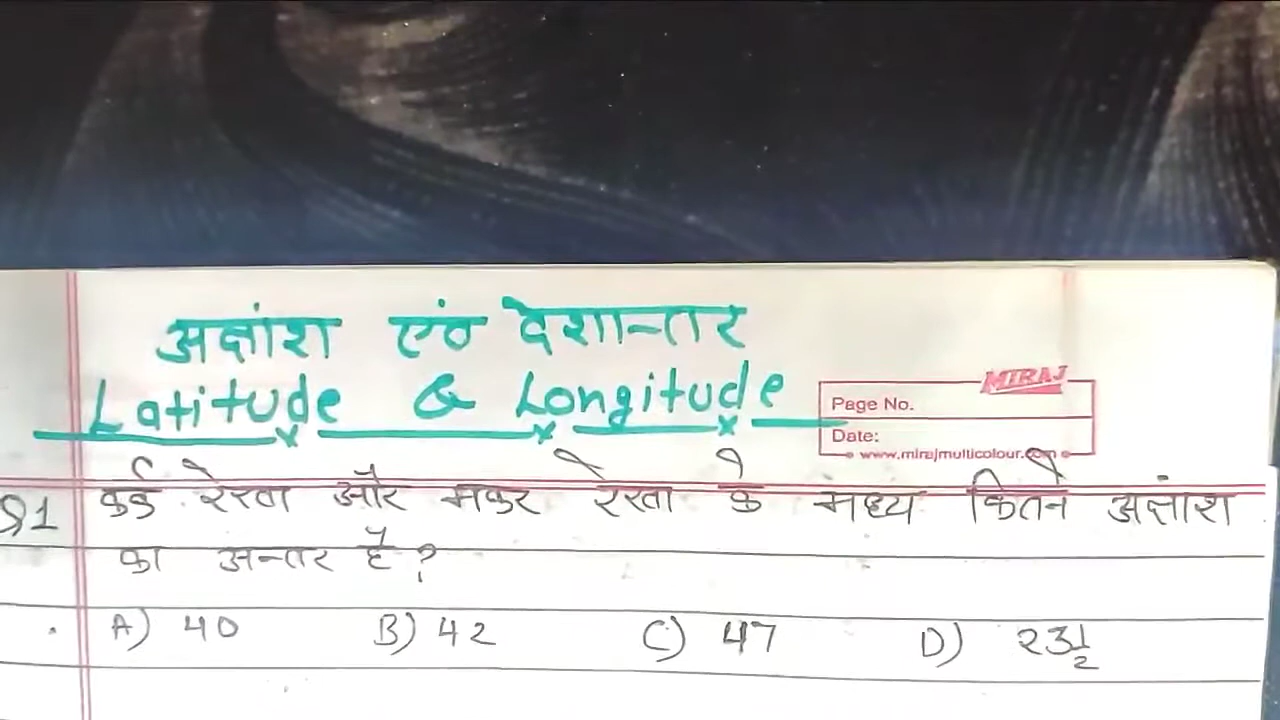 अक्षांश एवं देशान्तर
Latitude & Longitude
MIRAJ
Page No.
Date:
www.mirajmulticolour.com
Q1 कर्क रेखा और मकर रेखा के मध्य कितने अक्षांश
का अन्तर है?
A) 40 B) 42 C) 47 D) 23½